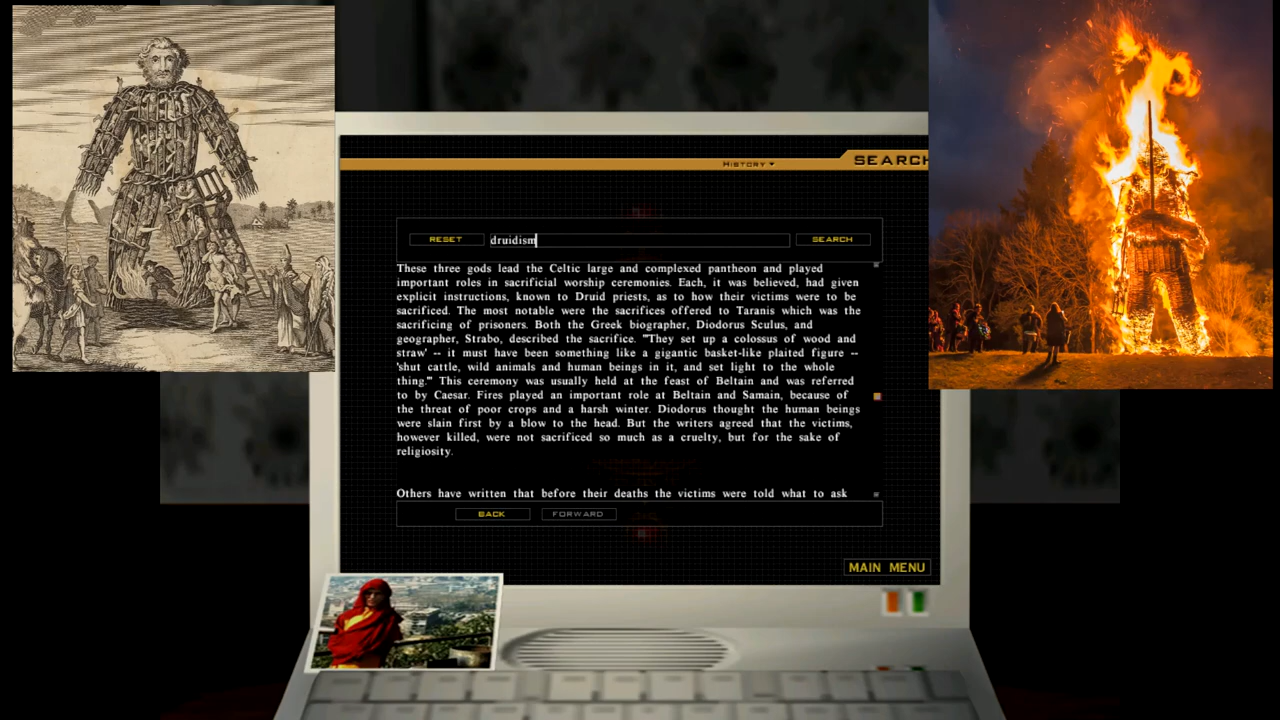 HISTORY
SEARCH
RESET
druidism
SEARCH
These three gods lead the Celtic large and complexed pantheon and played
important roles in sacrificial worship ceremonies. Each, it was believed, had given
explicit instructions, known to Druid priests, as to how their victims were to be
sacrificed. The most notable were the sacrifices offered to Taranis which was the
sacrificing of prisoners. Both the Greek biographer, Diodorus Sculus, and
geographer, Strabo, described the sacrifice. "They set up a colossus of wood and
straw' -- it must have been something like a gigantic basket-like plaited figure --
'shut cattle, wild animals and human beings in it, and set light to the whole
thing." This ceremony was usually held at the feast of Beltain and was referred
to by Caesar. Fires played an important role at Beltain and Samain, because of
the threat of poor crops and a harsh winter. Diodorus thought the human beings
were slain first by a blow to the head. But the writers agreed that the victims,
however killed, were not sacrificed so much as a cruelty, but for the sake of
religiosity.
Others have written that before their deaths the victims were told what to ask
BACK
FORWARD
MAIN MENU